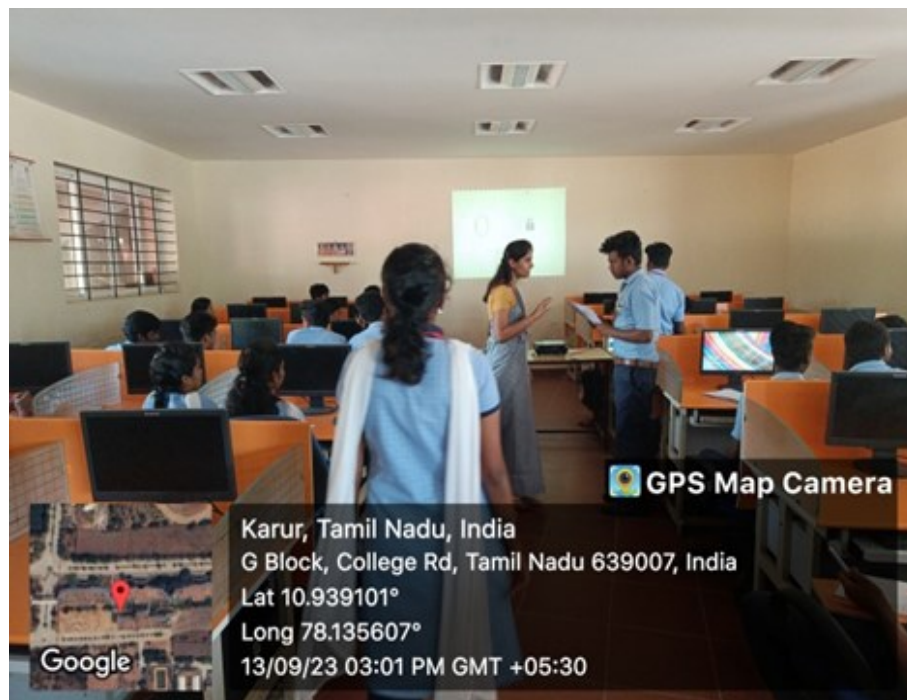 GPS Map Camera
Karur, Tamil Nadu, India
G Block, College Rd, Tamil Nadu 639007, India
Lat 10.939101°
Long 78.135607°
13/09/23 03:01 PM GMT +05:30
Google